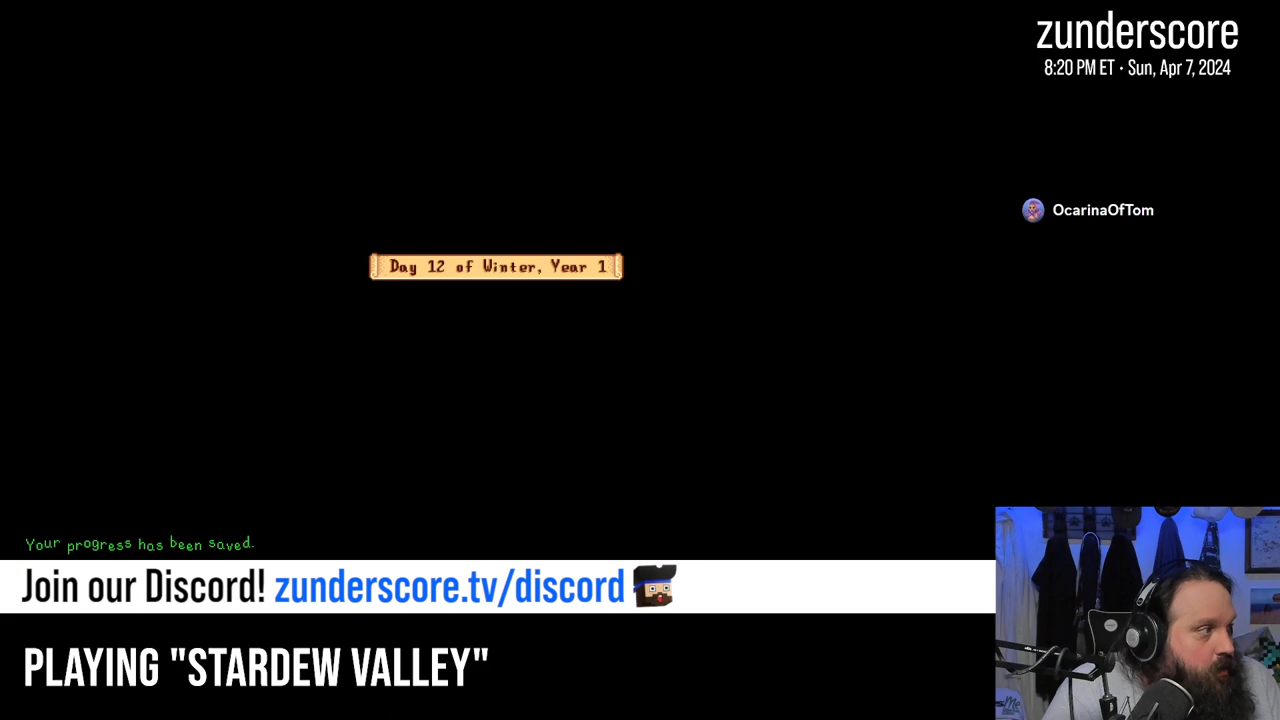 zunderscore
8:20 PM ET · Sun, Apr 7, 2024
OcarinaOfTom
Day 12 of Winter, Year 1
Your progress has been saved.
Join our Discord! zunderscore.tv/discord
PLAYING "STARDEW VALLEY"